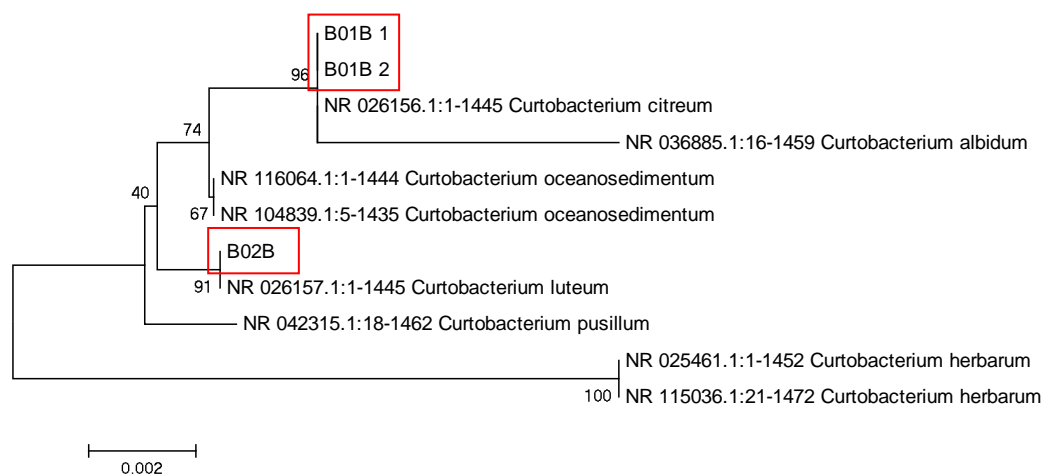 B01B 1
B01B 2
96
NR 026156.1:1-1445 Curtobacterium citreum
74
NR 036885.1:16-1459 Curtobacterium albidum
NR 116064.1:1-1444 Curtobacterium oceanosedimentum
40
67
NR 104839.1:5-1435 Curtobacterium oceanosedimentum
B02B
91
NR 026157.1:1-1445 Curtobacterium luteum
NR 042315.1:18-1462 Curtobacterium pusillum
NR 025461.1:1-1452 Curtobacterium herbarum
100
NR 115036.1:21-1472 Curtobacterium herbarum
0.002